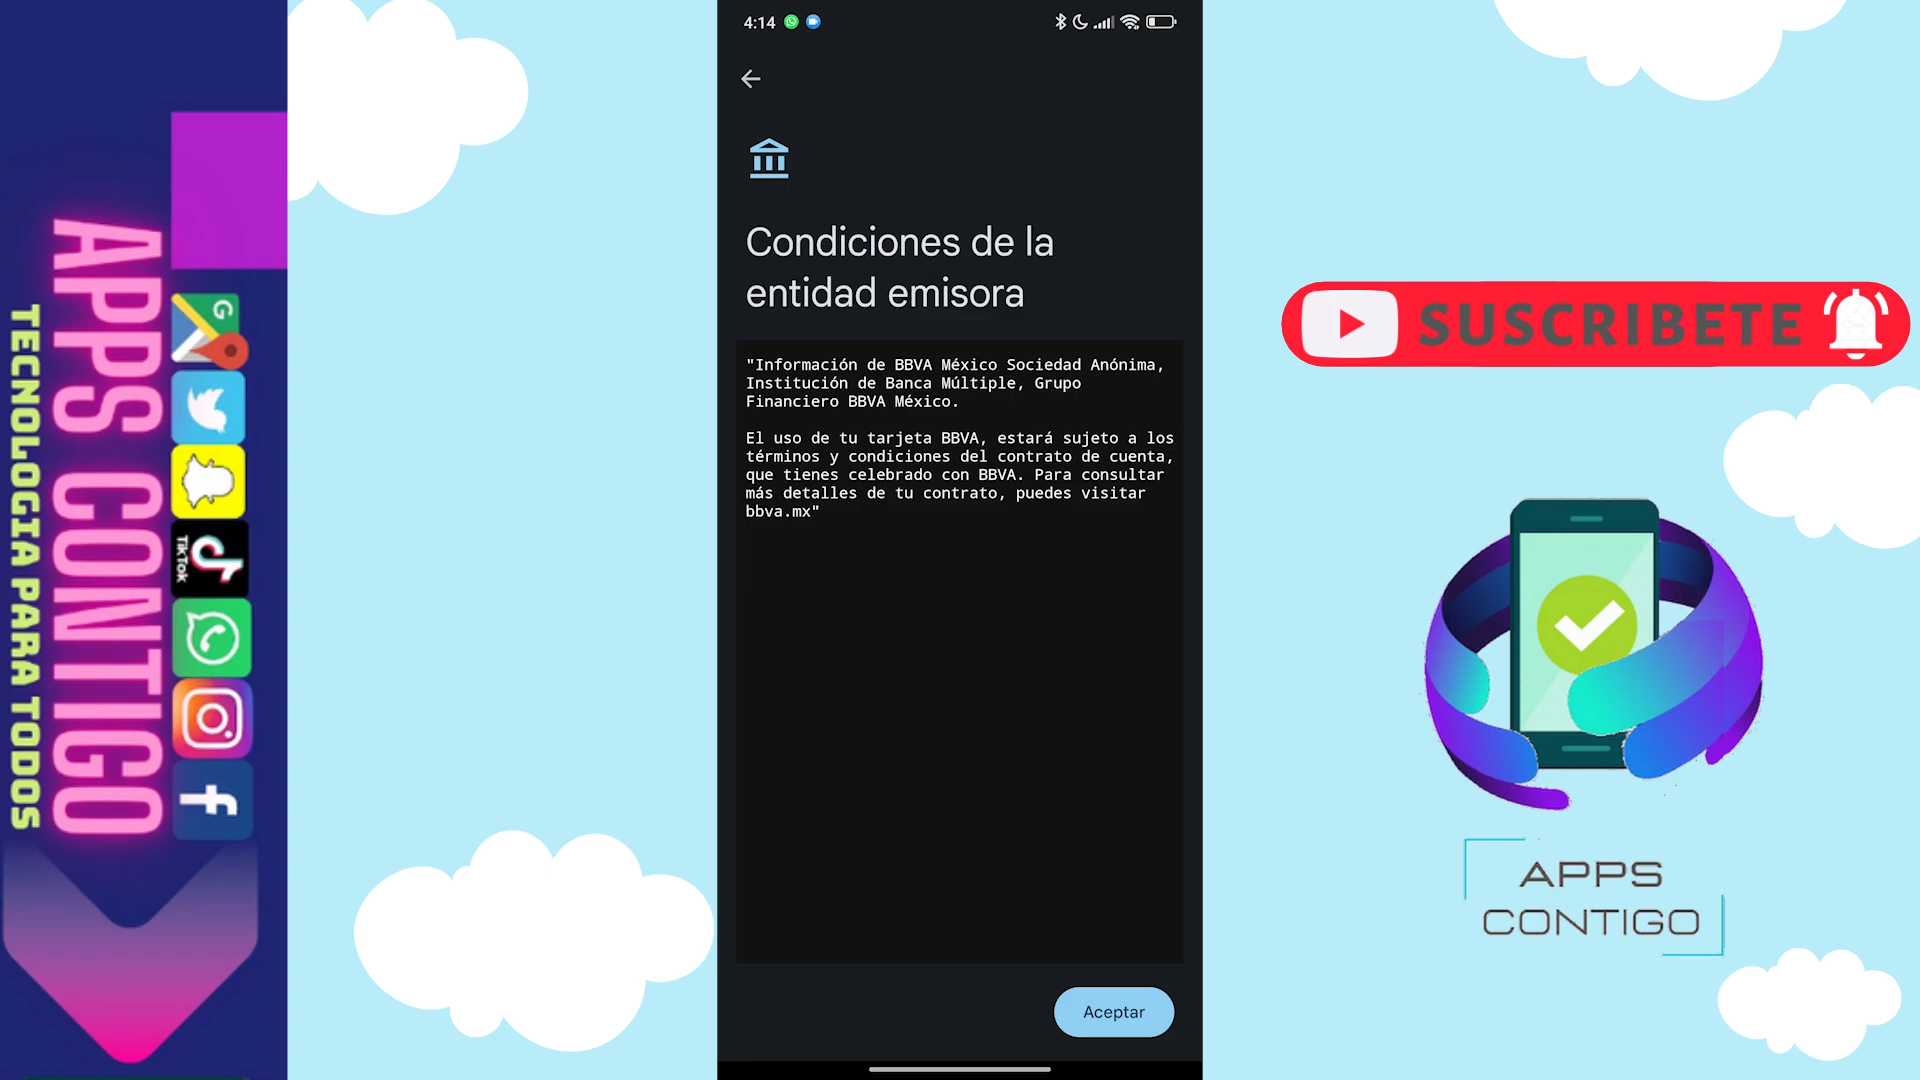 APPS CONTIGO
TECNOLOGIA PARA TODOS
G
TikTok
4:14
Condiciones de la
entidad emisora
"Información de BBVA México Sociedad Anónima,
Institución de Banca Múltiple, Grupo
Financiero BBVA México.
El uso de tu tarjeta BBVA, estará sujeto a los
términos y condiciones del contrato de cuenta,
que tienes celebrado con BBVA. Para consultar
más detalles de tu contrato, puedes visitar
bbva.mx"
Aceptar
SUSCRIBETE
APPS
CONTIGO